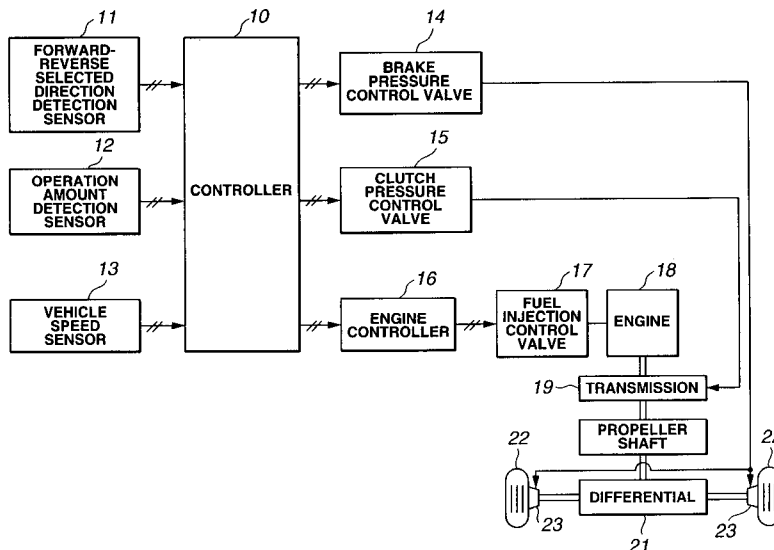 11
FORWARD-
REVERSE
SELECTED
DIRECTION
DETECTION
SENSOR
10
CONTROLLER
14
BRAKE
PRESSURE
CONTROL VALVE
12
OPERATION
AMOUNT
DETECTION
SENSOR
15
CLUTCH
PRESSURE
CONTROL
VALVE
13
VEHICLE
SPEED
SENSOR
16
ENGINE
CONTROLLER
17
FUEL
INJECTION
CONTROL
VALVE
18
ENGINE
19
TRANSMISSION
PROPELLER
SHAFT
22
22
DIFFERENTIAL
23
23
21